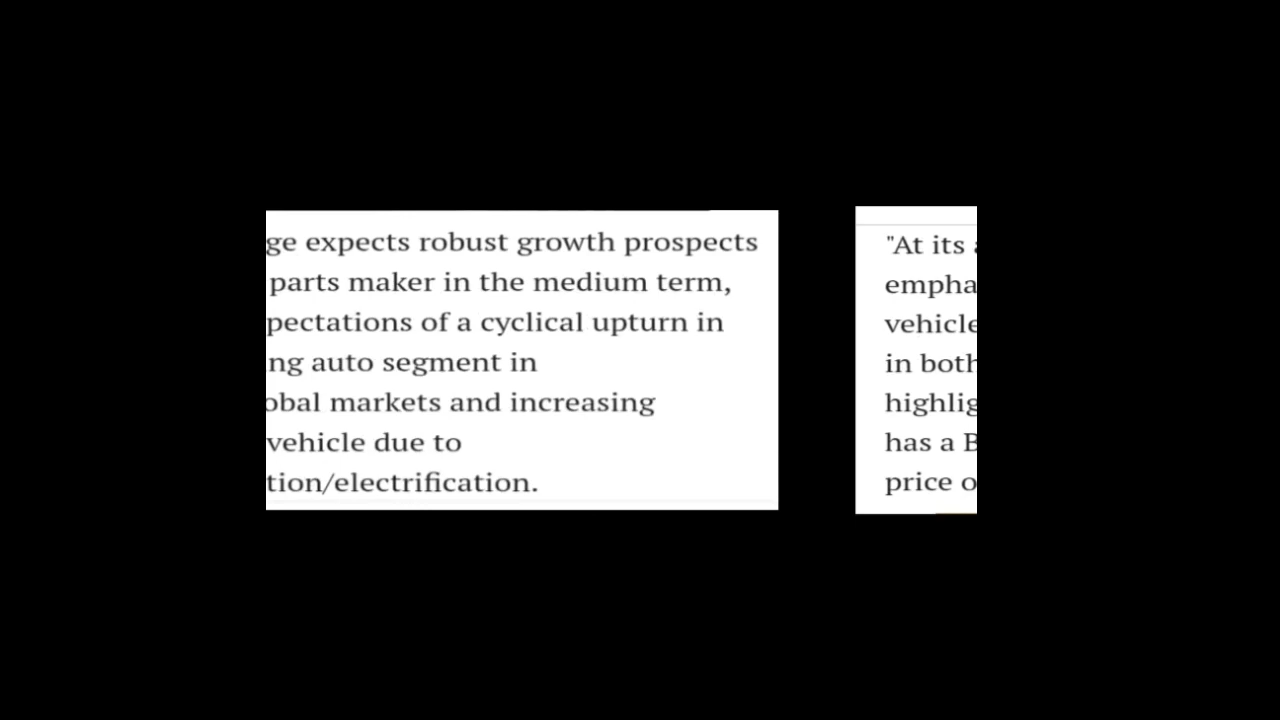 ge expects robust growth prospects
parts maker in the medium term,
pectations of a cyclical upturn in
ng auto segment in
obal markets and increasing
vehicle due to
tion/electrification.
"At its
empha
vehicle
in both
highlig
has a B
price o